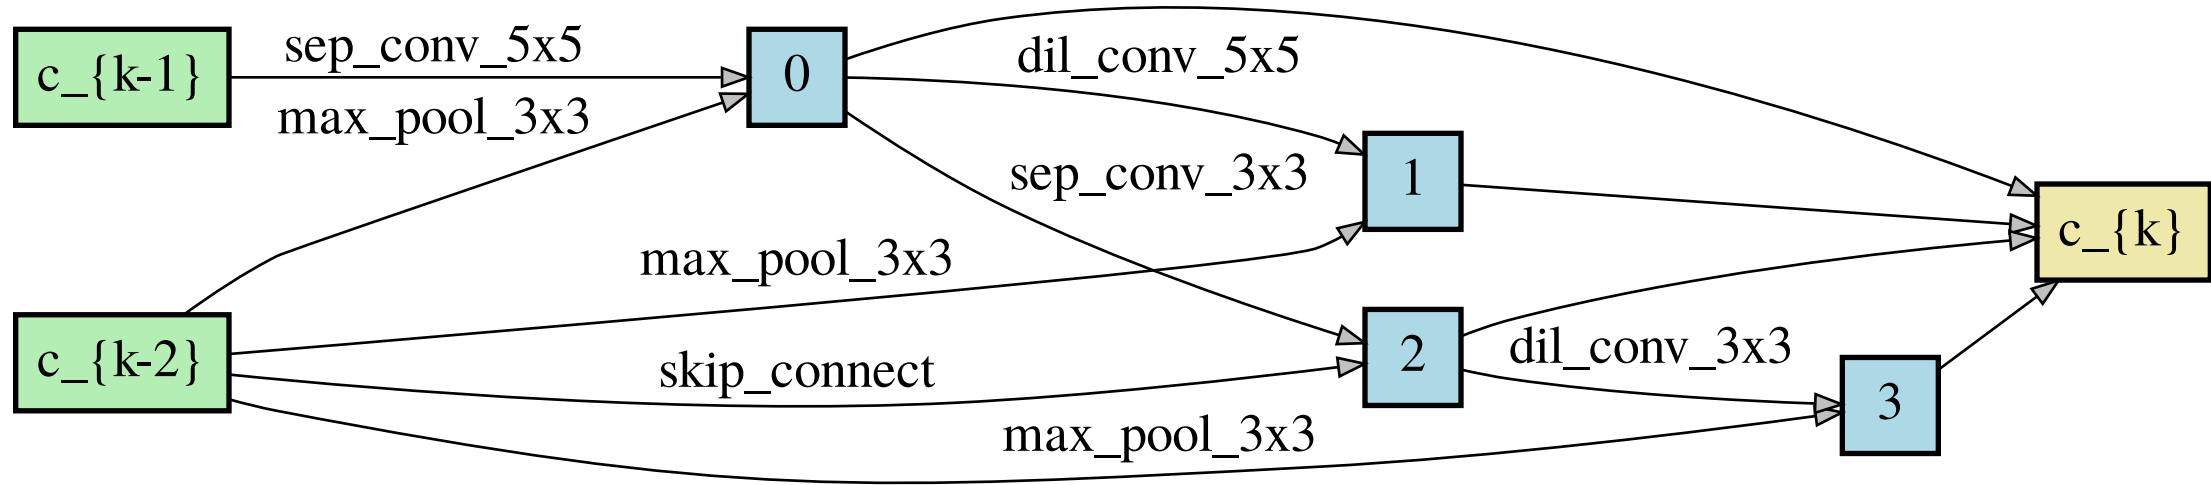 c_{k-1}
sep_conv_5x5
max_pool_3x3
0
dil_conv_5x5
sep_conv_3x3
1
c_{k}
max_pool_3x3
c_{k-2}
skip_connect
2
dil_conv_3x3
3
max_pool_3x3